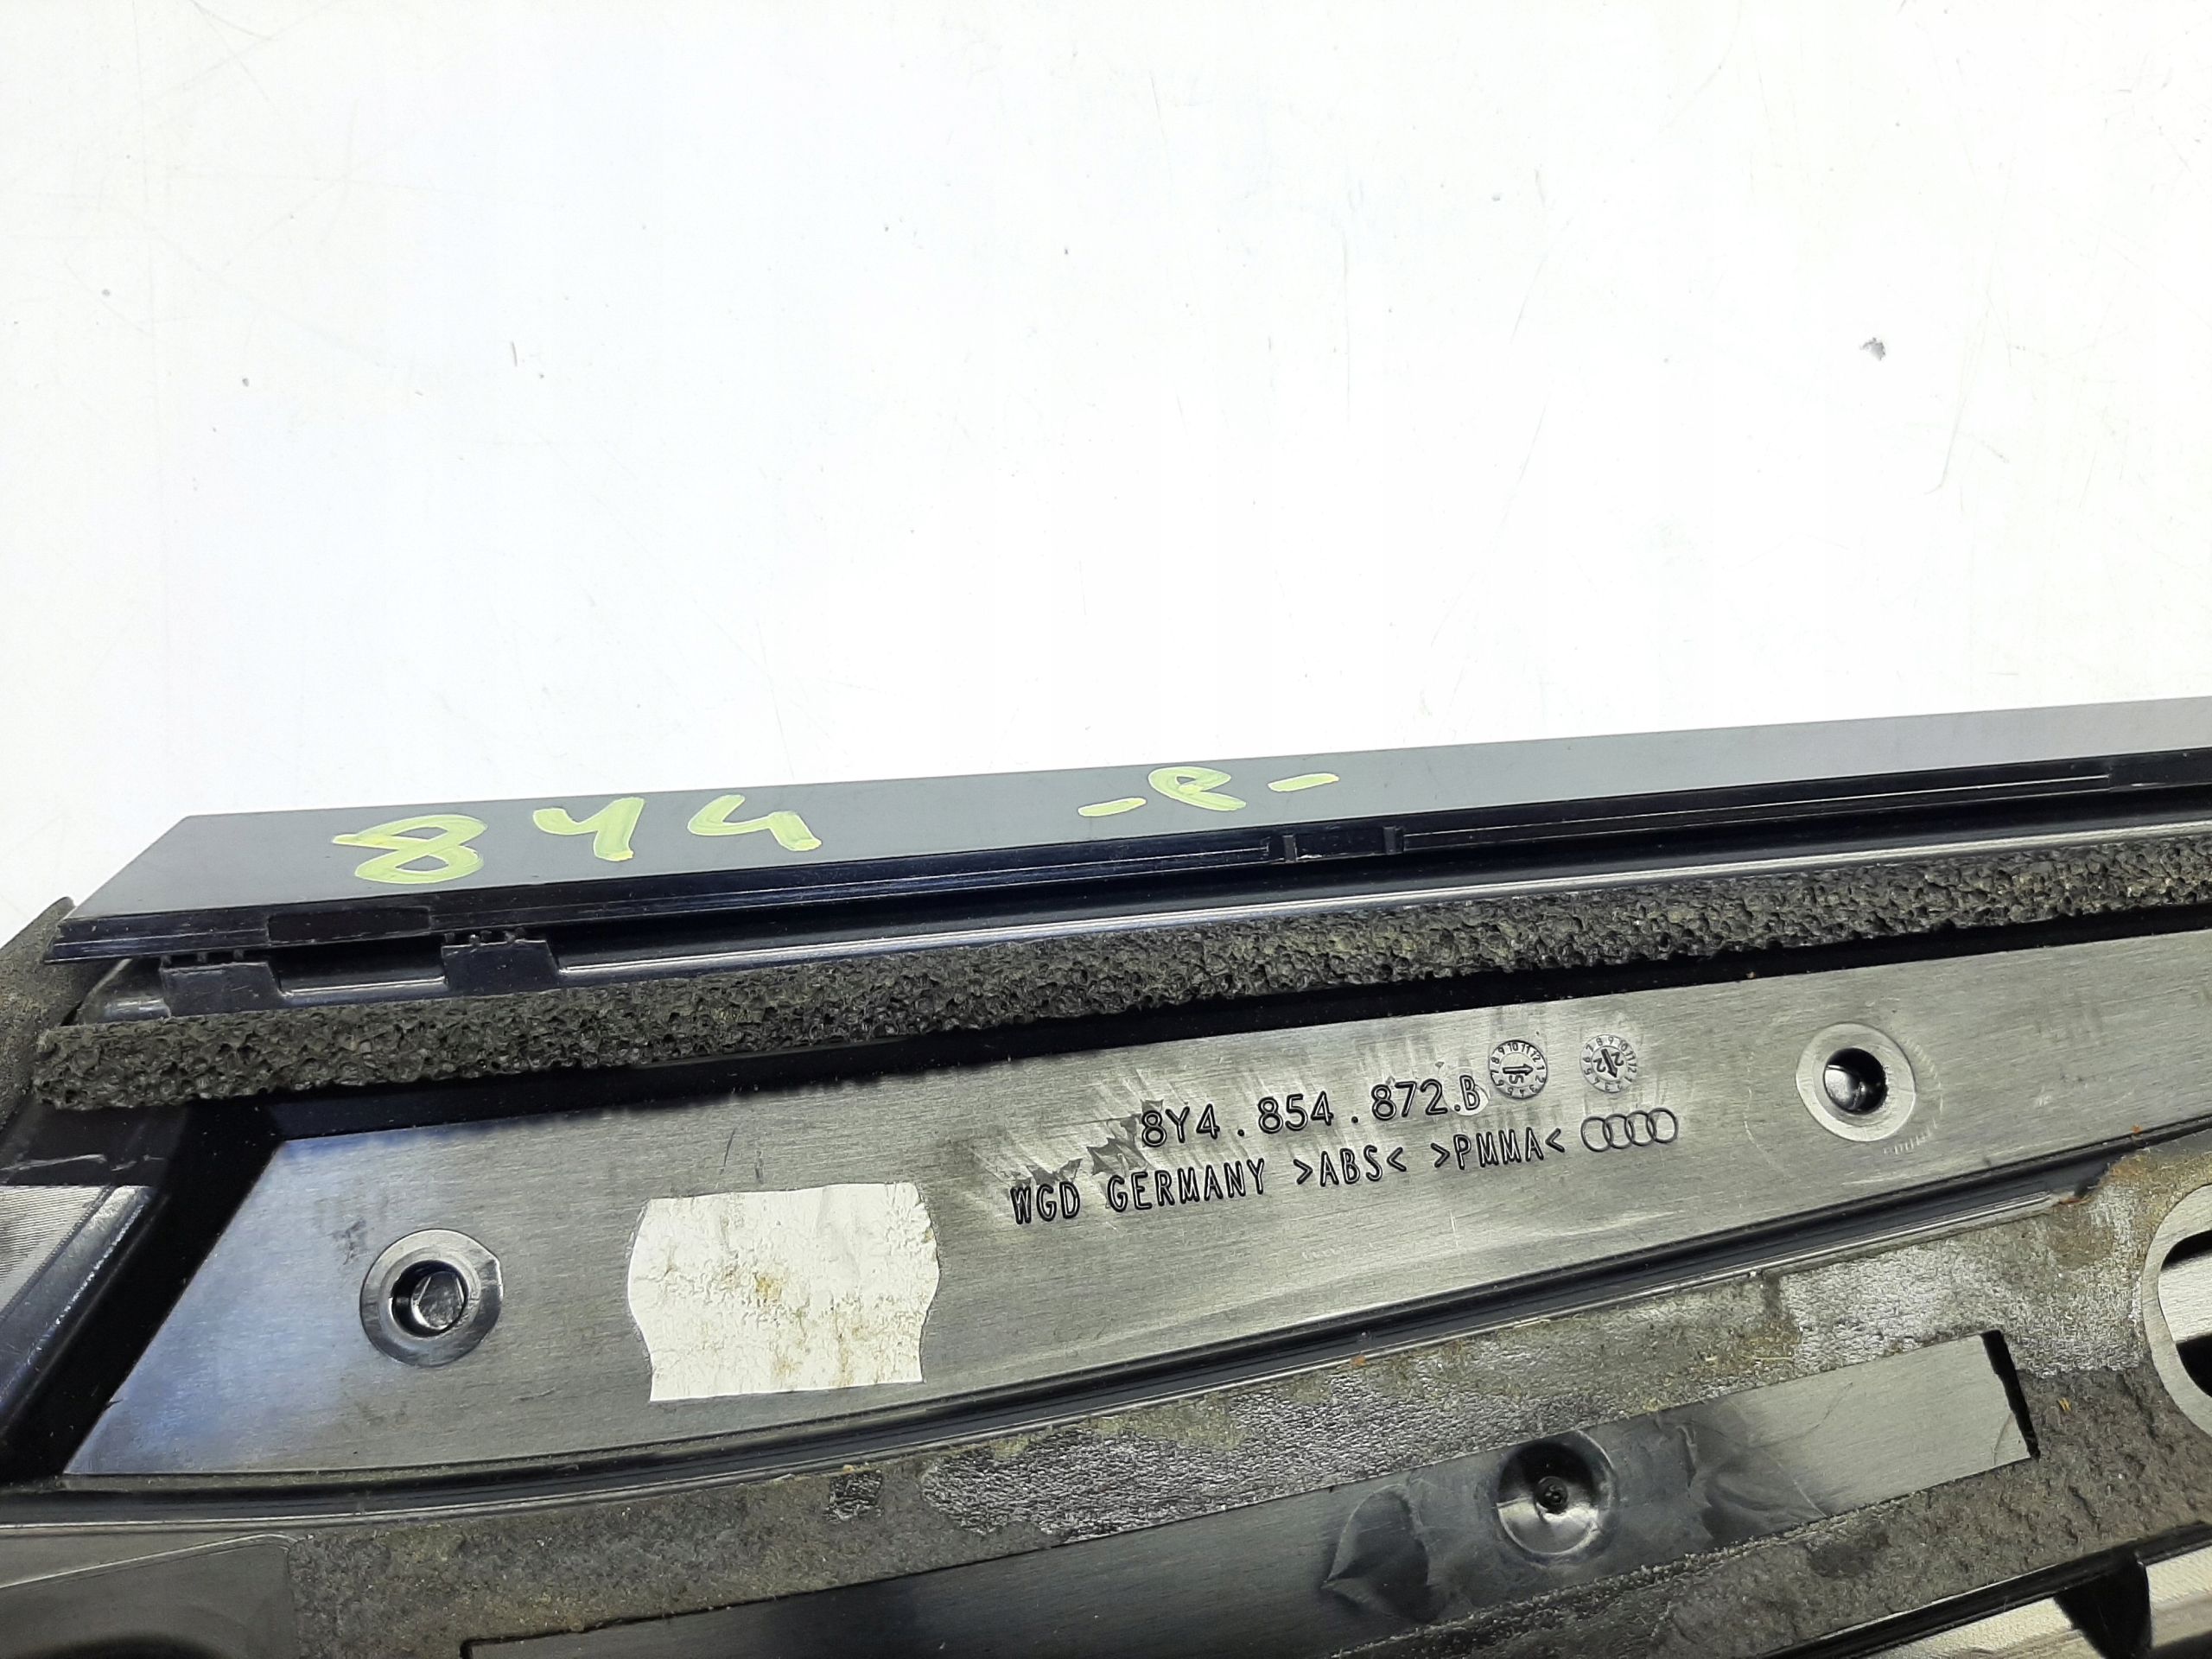 8Y4 -P-
8Y4.854.872.B
WGD GERMANY >ABS< >PMMA<